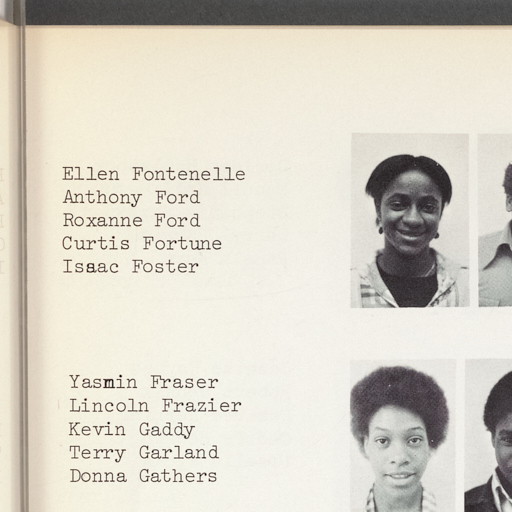 Ellen Fontenelle
Anthony Ford
Roxanne Ford
Curtis Fortune
Isaac Foster
Yasmin Fraser
Lincoln Frazier
Kevin Gaddy
Terry Garland
Donna Gathers